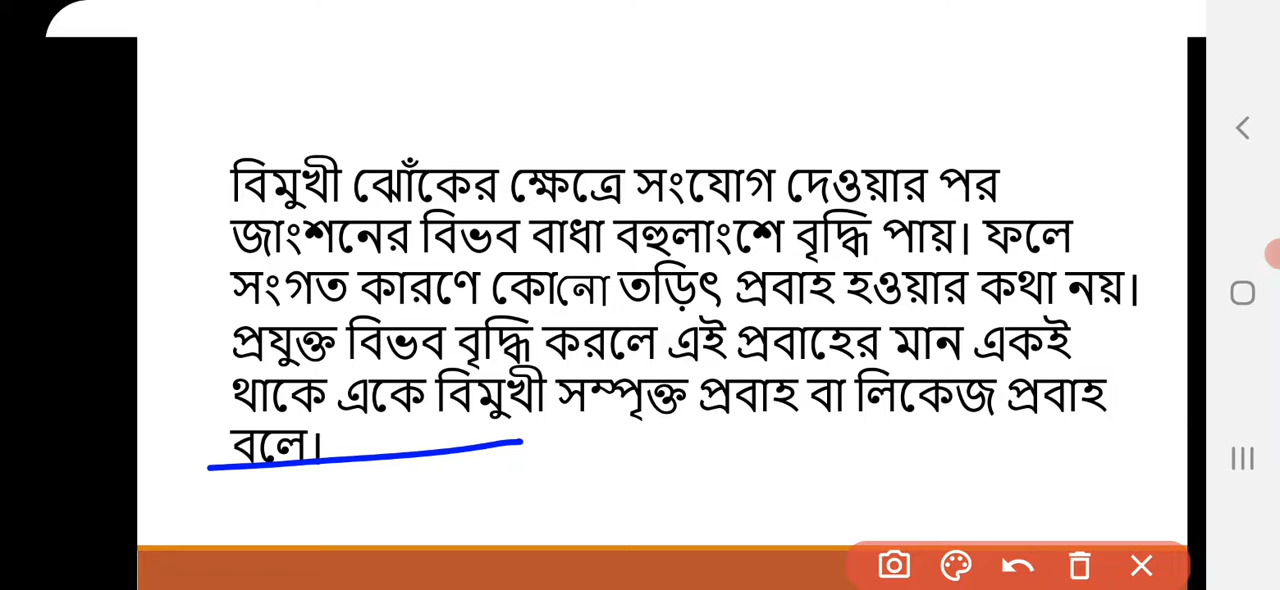 বিমুখী ঝোঁকের ক্ষেত্রে সংযোগ দেওয়ার পর
জাংশনের বিভব বাধা বহুলাংশে বৃদ্ধি পায়। ফলে
সংগত কারণে কোনো তড়িৎ প্রবাহ হওয়ার কথা নয়।
প্রযুক্ত বিভব বৃদ্ধি করলে এই প্রবাহের মান একই
থাকে একে বিমুখী সম্পৃক্ত প্রবাহ বা লিকেজ প্রবাহ
বলে।